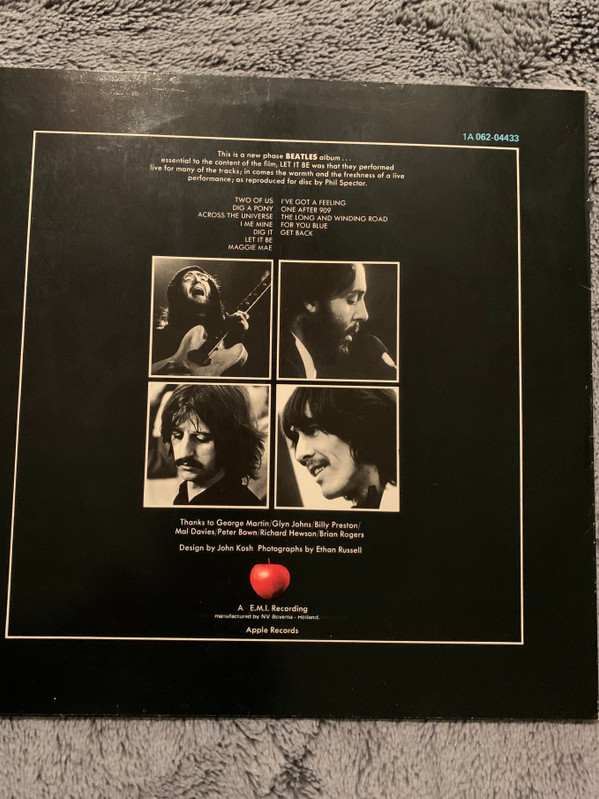 1A 062-04433
This is a new phase BEATLES album...
essential to the content of the film, LET IT BE was that they performed
live for many of the tracks; in comes the warmth and the freshness of a live
performance; as reproduced for disc by Phil Spector.
TWO OF US
DIG A PONY
ACROSS THE UNIVERSE
I ME MINE
DIG IT
LET IT BE
MAGGIE MAE
I'VE GOT A FEELING
ONE AFTER 909
THE LONG AND WINDING ROAD
FOR YOU BLUE
GET BACK
Thanks to George Martin/Glyn Johns/Billy Preston/
Mal Davies/Peter Bown/Richard Hewson/Brian Rogers
Design by John Kosh Photographs by Ethan Russell
A E.M.I. Recording
manufactured by NV Bovema - Holland.
Apple Records